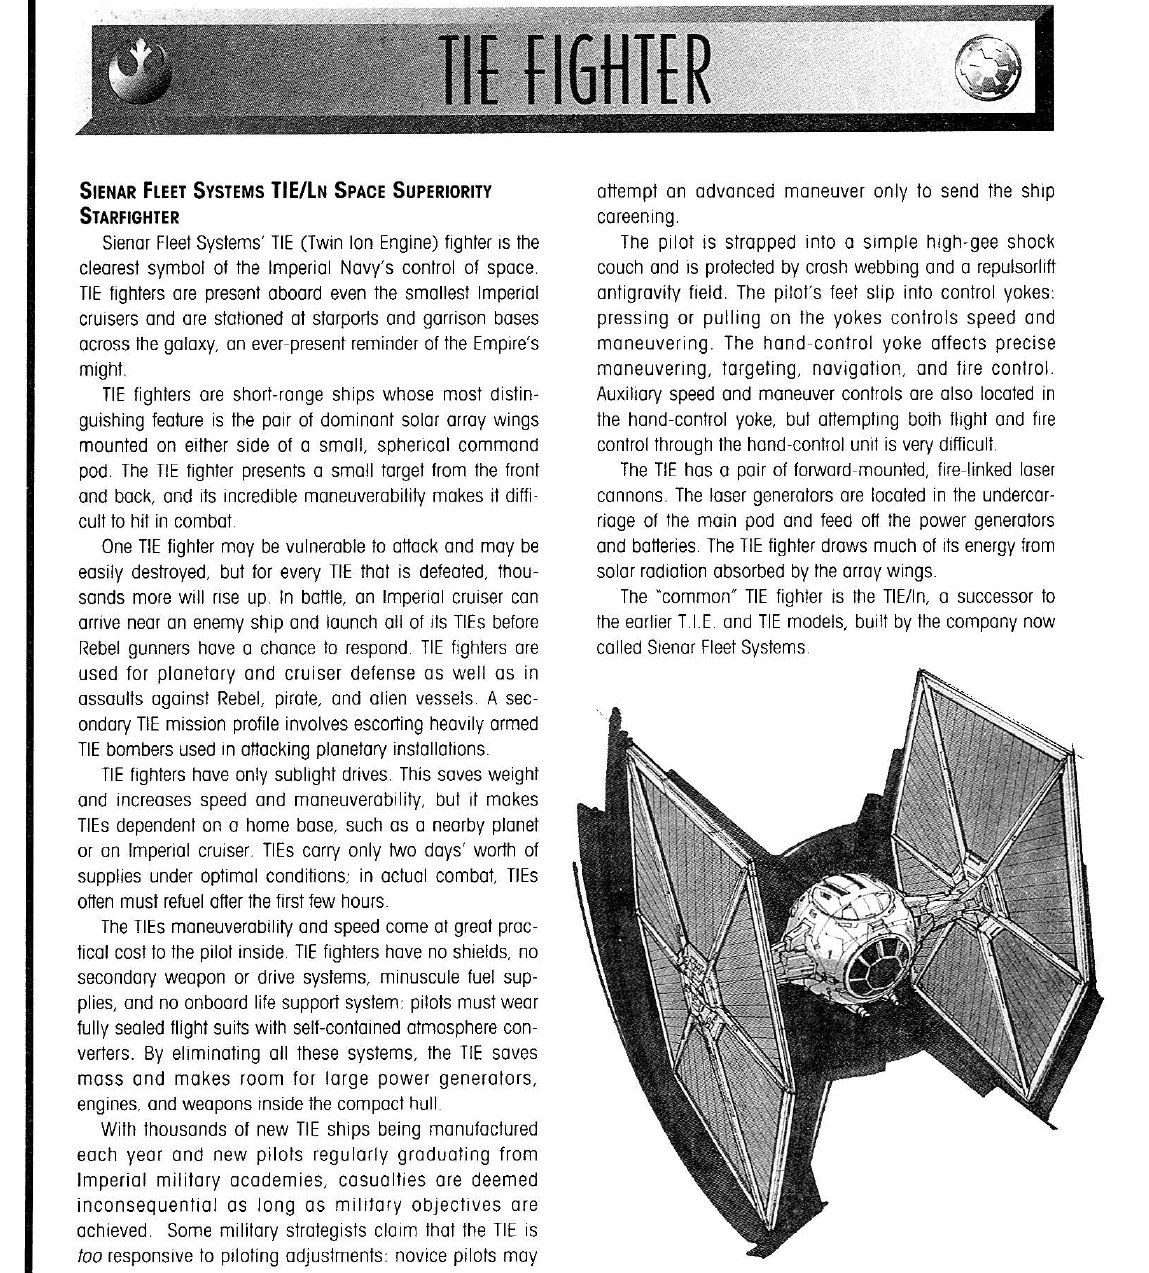 TIE FIGHTER
SIENAR FLEET SYSTEMS TIE/LN SPACE SUPERIORITY
STARFIGHTER
Sienar Fleet Systems' TIE (Twin Ion Engine) fighter is the
clearest symbol of the Imperial Navy's control of space.
TIE fighters are present aboard even the smallest Imperial
cruisers and are stationed at starports and garrison bases
across the galaxy, an ever-present reminder of the Empire's
might.
TIE fighters are short-range ships whose most distin-
guishing feature is the pair of dominant solar array wings
mounted on either side of a small, spherical command
pod. The TIE fighter presents a small target from the front
and back, and its incredible maneuverability makes it diffi-
cult to hit in combat.
One TIE fighter may be vulnerable to attack and may be
easily destroyed, but for every TIE that is defeated, thou-
sands more will rise up. In battle, an Imperial cruiser can
arrive near an enemy ship and launch all of its TIEs before
Rebel gunners have a chance to respond. TIE fighters are
used for planetary and cruiser defense as well as in
assaults against Rebel, pirate, and alien vessels. A sec-
ondary TIE mission profile involves escorting heavily armed
TIE bombers used in attacking planetary installations.
TIE fighters have only sublight drives. This saves weight
and increases speed and maneuverability, but it makes
TIEs dependent on a home base, such as a nearby planet
or an Imperial cruiser. TIEs carry only two days' worth of
supplies under optimal conditions; in actual combat, TIEs
often must refuel after the first few hours.
The TIEs maneuverability and speed come at great prac-
tical cost to the pilot inside. TIE fighters have no shields, no
secondary weapon or drive systems, minuscule fuel sup-
plies, and no onboard life support system: pilots must wear
fully sealed flight suits with self-contained atmosphere con-
verters. By eliminating all these systems, the TIE saves
mass and makes room for large power generators,
engines, and weapons inside the compact hull.
With thousands of new TIE ships being manufactured
each year and new pilots regularly graduating from
Imperial military academies, casualties are deemed
inconsequential as long as military objectives are
achieved. Some military strategists claim that the TIE is
too responsive to piloting adjustments: novice pilots may
attempt an advanced maneuver only to send the ship
careening.
The pilot is strapped into a simple high-gee shock
couch and is protected by crash webbing and a repulsorlift
antigravity field. The pilot's feet slip into control yokes:
pressing or pulling on the yokes controls speed and
maneuvering. The hand-control yoke affects precise
maneuvering, targeting, navigation, and fire control.
Auxiliary speed and maneuver controls are also located in
the hand-control yoke, but attempting both flight and fire
control through the hand-control unit is very difficult.
The TIE has a pair of forward-mounted, fire-linked laser
cannons. The laser generators are located in the undercar-
riage of the main pod and feed off the power generators
and batteries. The TIE fighter draws much of its energy from
solar radiation absorbed by the array wings.
The "common" TIE fighter is the TIE/ln, a successor to
the earlier T.I.E. and TIE models, built by the company now
called Sienar Fleet Systems.